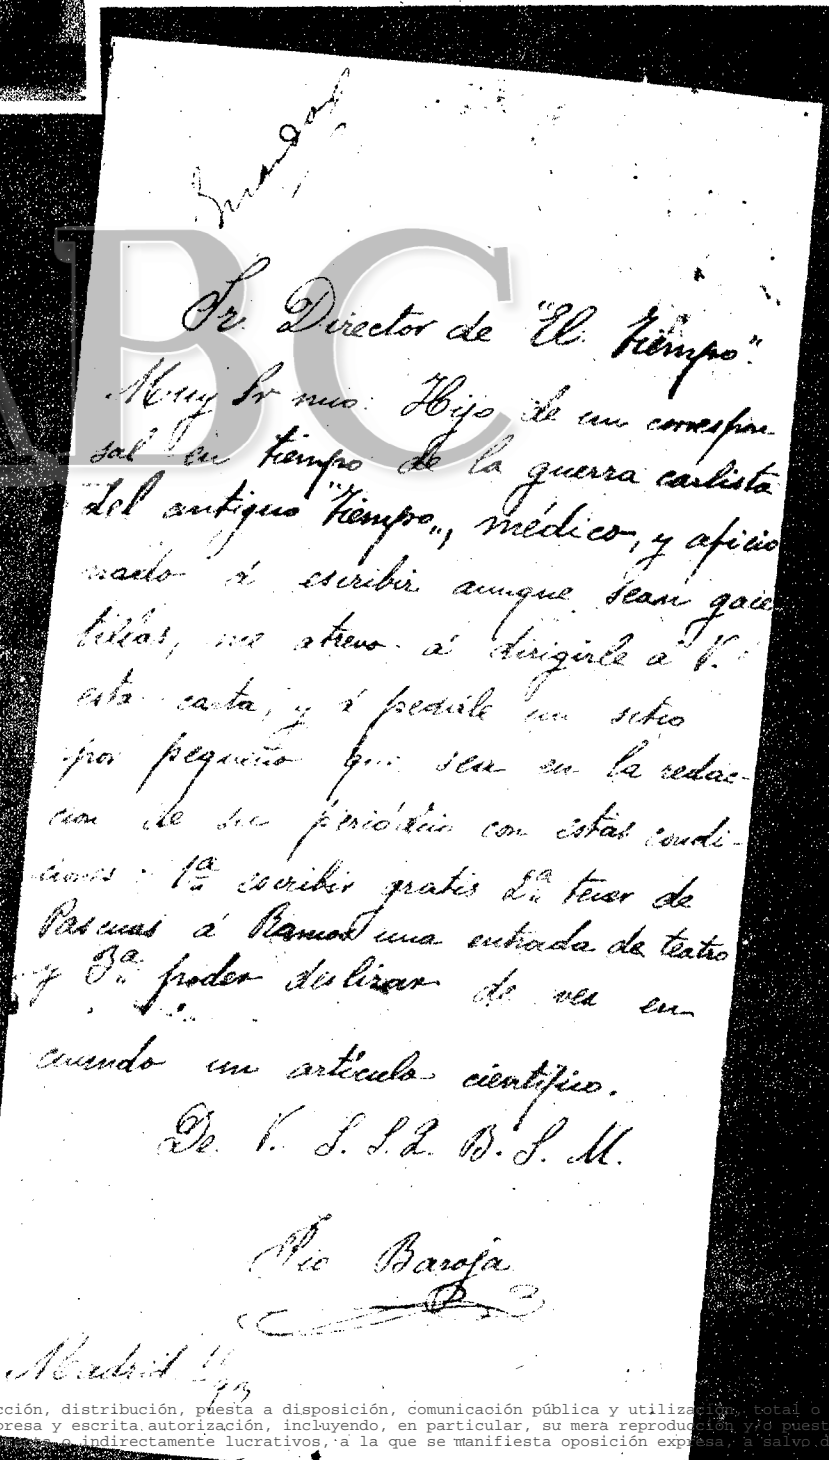 ABC
Sr. Director de "El Tiempo".
Muy Sr mio: Hijo de un correspon
sal en tiempo de la guerra carlista
del antiguo "Tiempo", médico, y aficio
nado á escribir aunque sean gace
tillas, me atrevo á dirigirle á V.
esta carta, y á pedirle un sitio
por pequeño que sea en la redac-
cion de su periódico con estas condi-
ciones: 1ª escribir gratis 2ª tener de
Pascuas á Ramos una entrada de teatro
y 3ª poder deslizar de vez en
cuando un artículo científico.
De V. S. S. Q. B. S. M.
Pio Baroja
Madrid
cción, distribución, puesta a disposición, comunicación pública y utilización, total o
presa y escrita autorización, incluyendo, en particular, su mera reproducción y/o puest
o indirectamente lucrativos, a la que se manifiesta oposición expresa, a salvo d